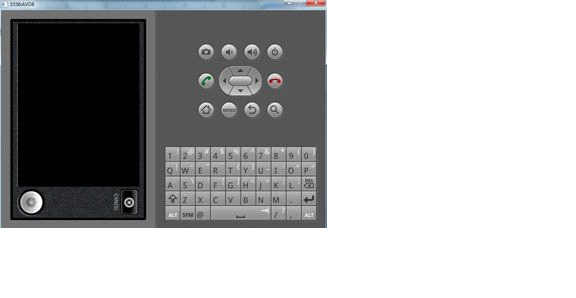 5556:AVD8
MENU
1 2 3 4 5 6 7 8 9 0
Q W E R T Y U I O P
A S D F G H J K L DEL
Z X C V B N M .
ALT SYM @ / , ALT
CANCEL